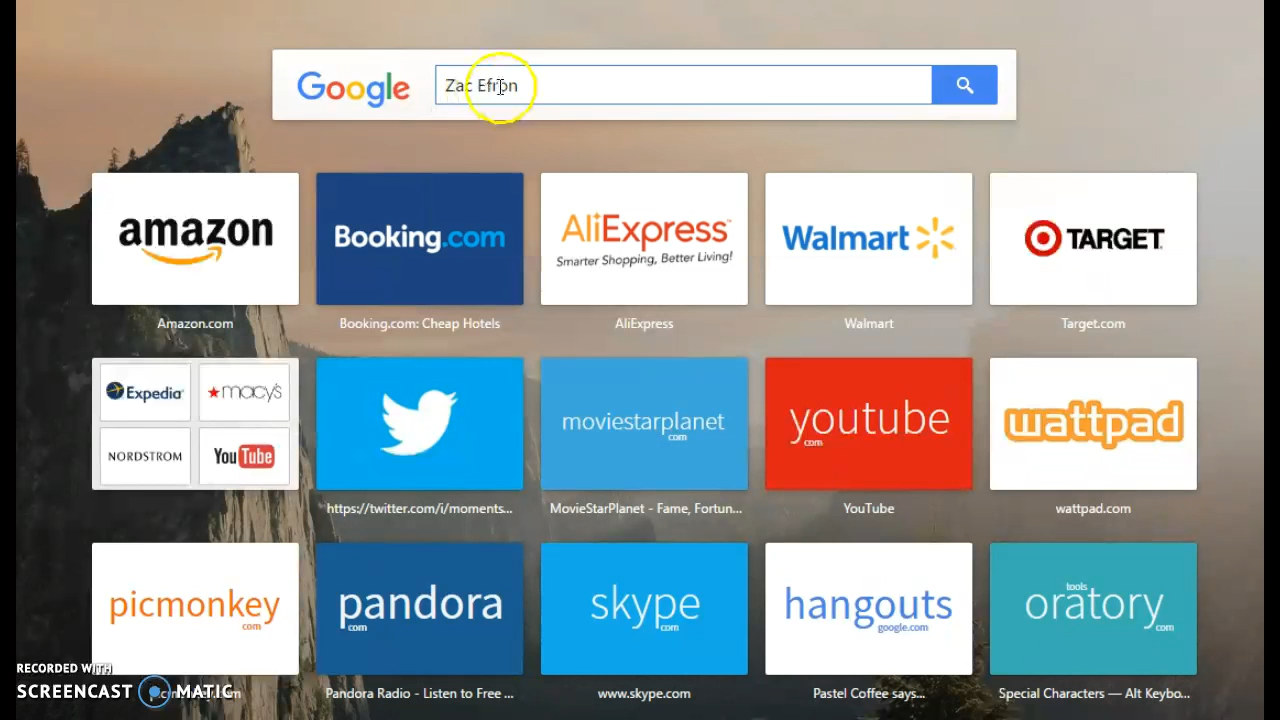 Google
Zac Efron
amazon
Booking.com
AliExpress™
Smarter Shopping, Better Living!
Walmart
TARGET
Amazon.com
Booking.com: Cheap Hotels
AliExpress
Walmart
Target.com
Expedia
macy's
NORDSTROM
YouTube
moviestarplanet
com
youtube
com
wattpad
https://twitter.com/i/moments...
MovieStarPlanet - Fame, Fortun...
YouTube
wattpad.com
picmonkey
com
pandora
com
skype
com
hangouts
google.com
tools
oratory
com
Pandora Radio - Listen to Free ...
www.skype.com
Pastel Coffee says...
Special Characters — Alt Keybo...
RECORDED WITH
SCREENCAST MATIC